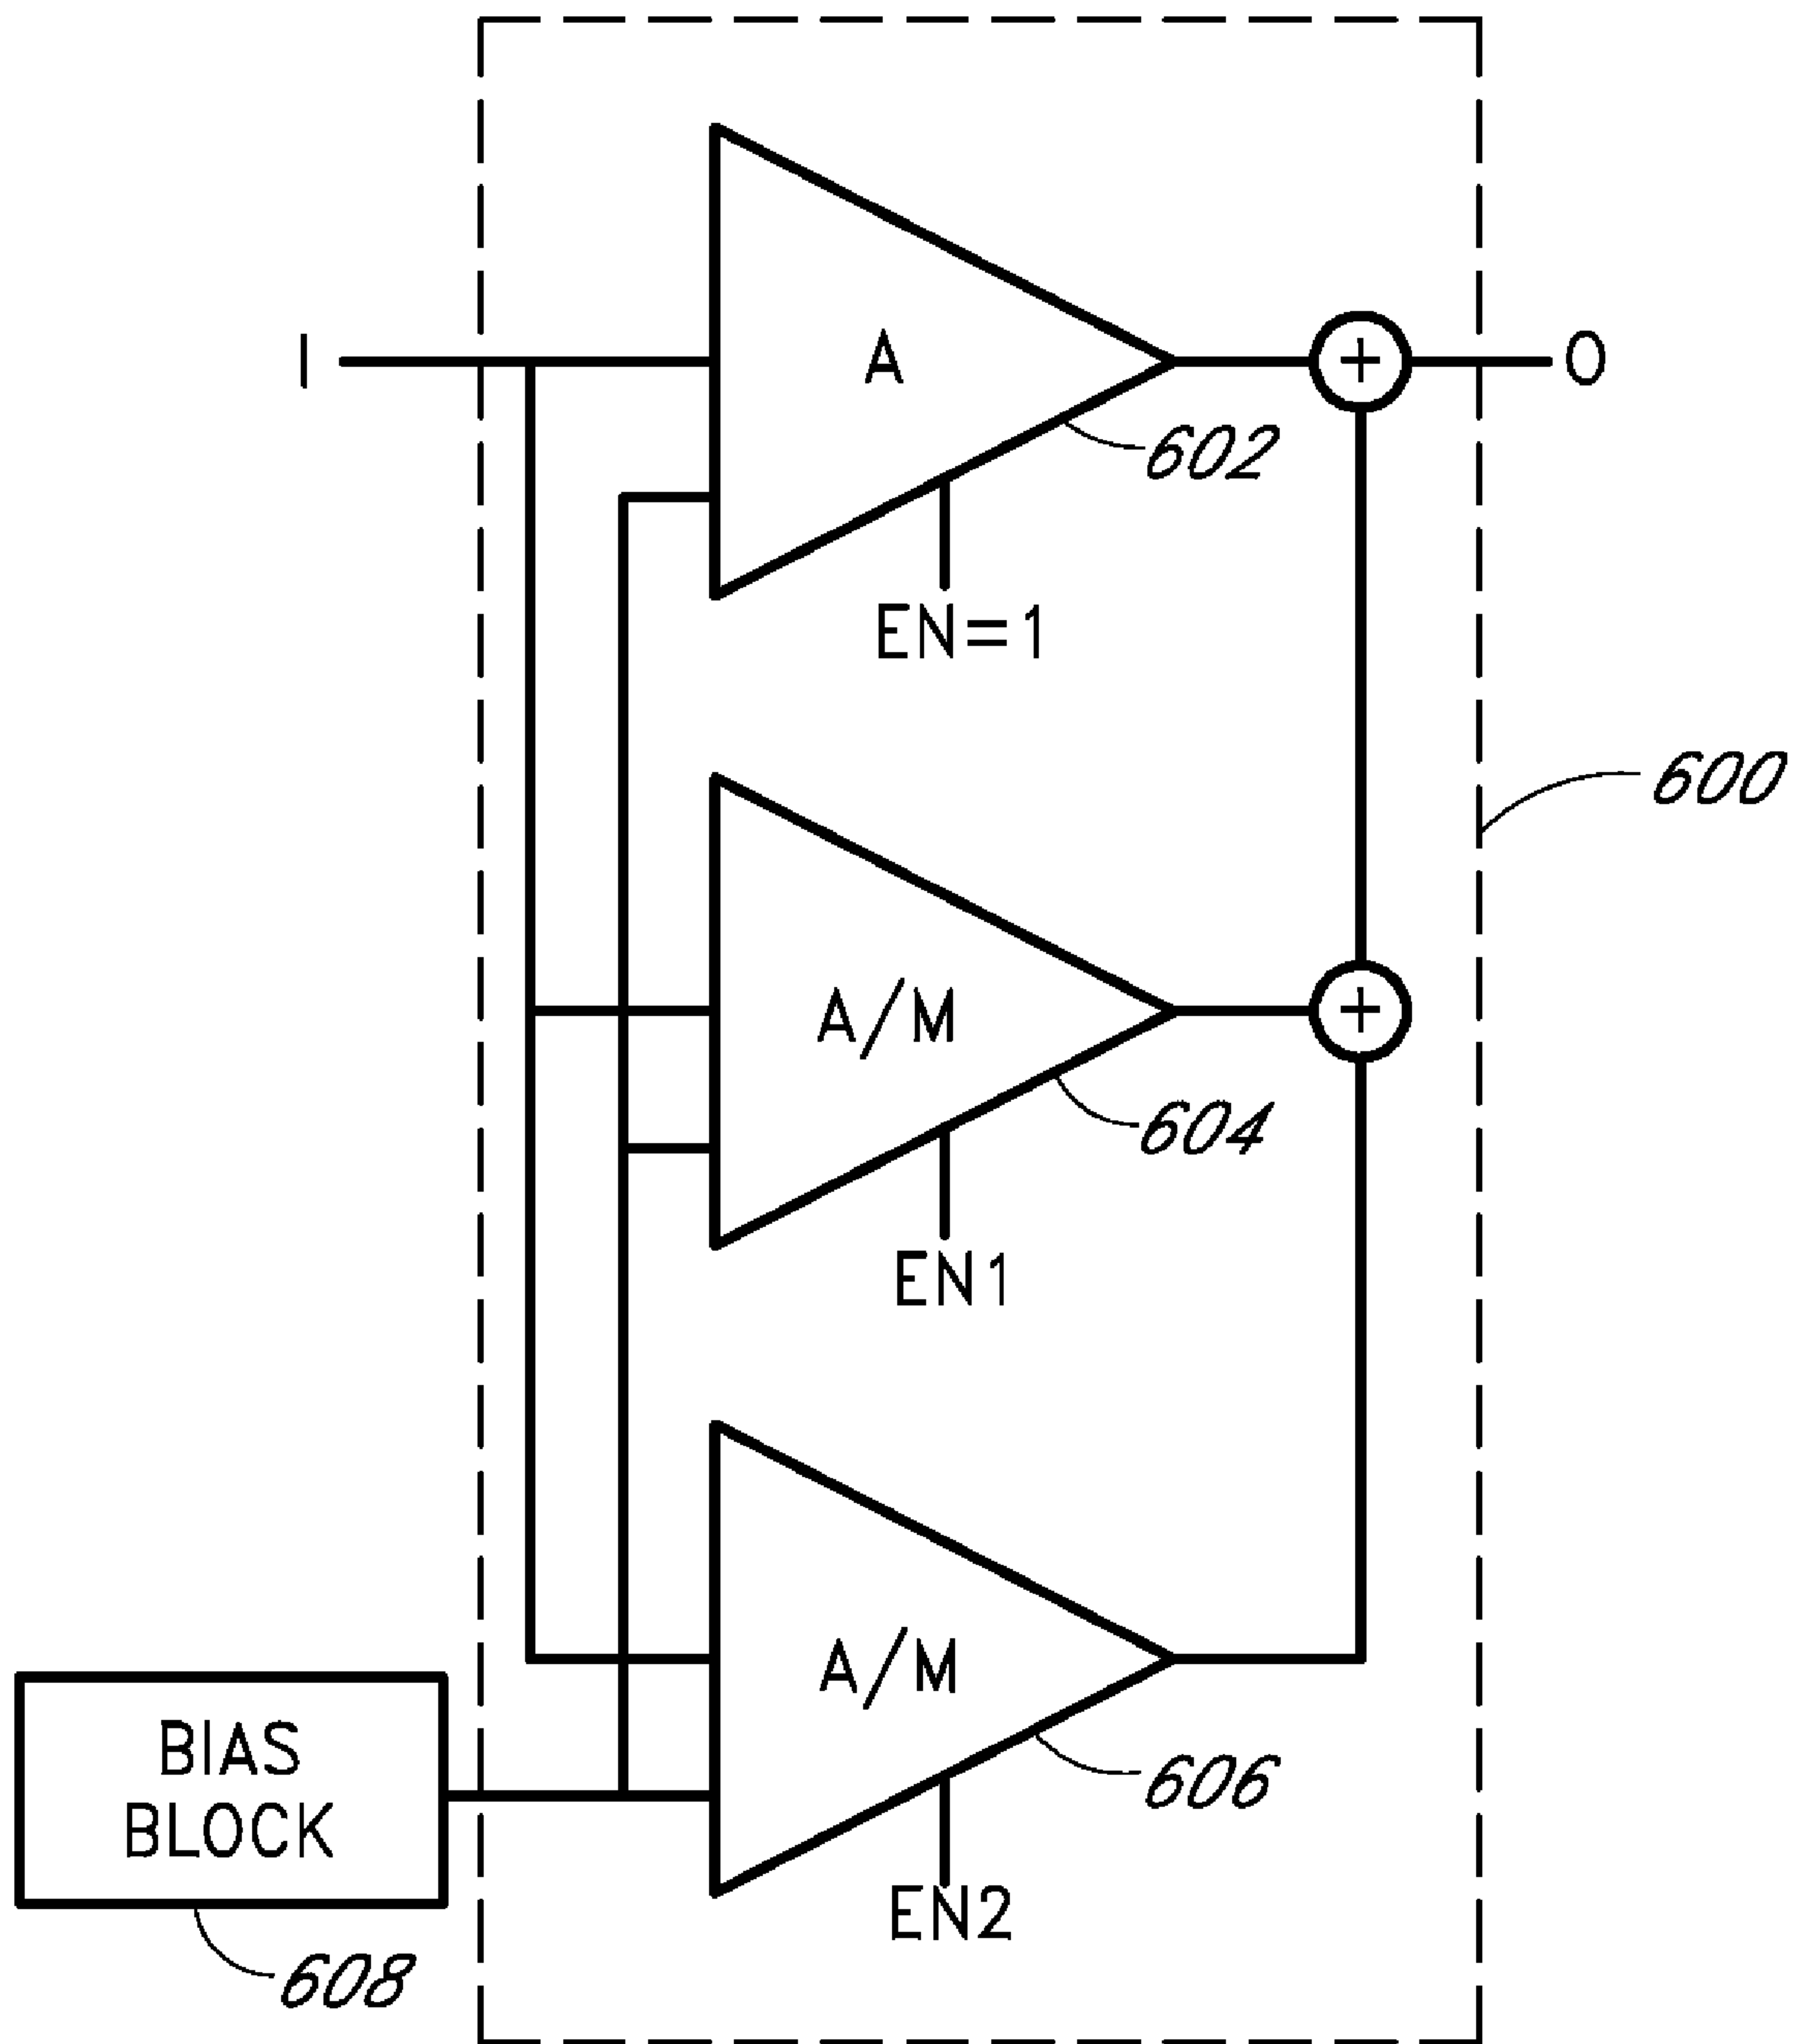 I
A
+
O
602
EN=1
600
A/M
+
604
EN1
A/M
BIAS
BLOCK
606
EN2
608